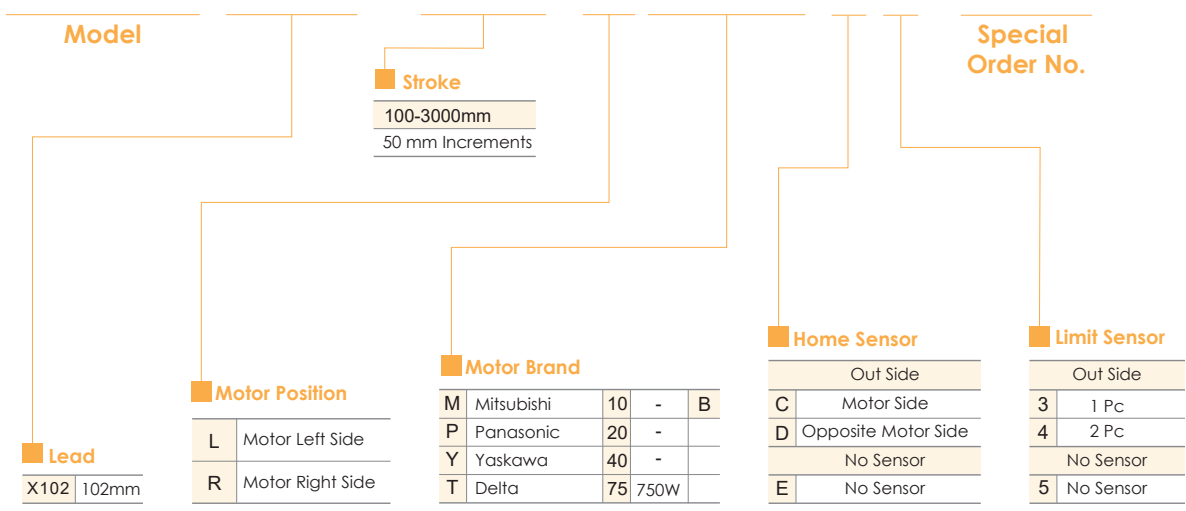 Model
Special
Order No.
Stroke
100-3000mm
50 mm Increments
Home Sensor
Limit Sensor
Motor Brand
Out Side
Out Side
Motor Position
M Mitsubishi 10 - B
C Motor Side
3 1 Pc
P Panasonic 20 -
D Opposite Motor Side
4 2 Pc
L Motor Left Side
Y Yaskawa 40 -
No Sensor
No Sensor
Lead
R Motor Right Side
X102 102mm
T Delta 75 750W
E No Sensor
5 No Sensor